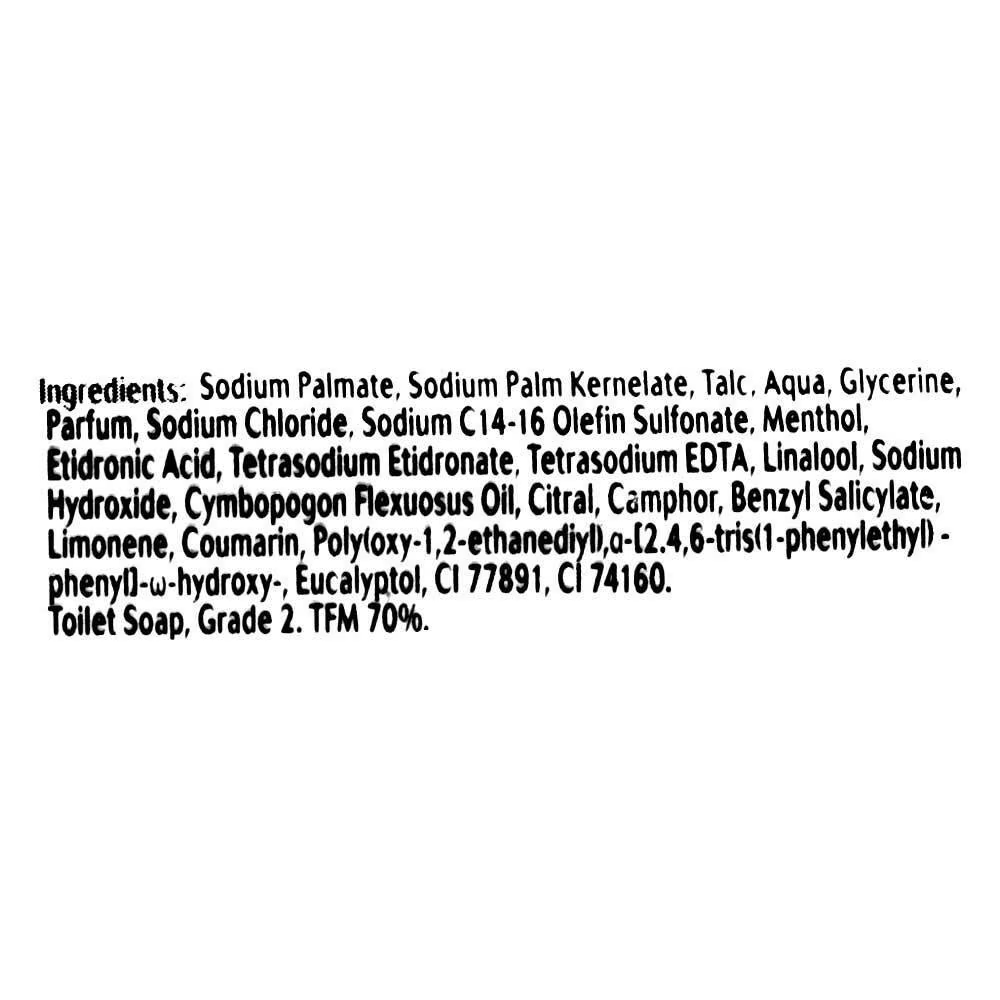 Ingredients: Sodium Palmate, Sodium Palm Kernelate, Talc, Aqua, Glycerine,
Parfum, Sodium Chloride, Sodium C14-16 Olefin Sulfonate, Menthol,
Etidronic Acid, Tetrasodium Etidronate, Tetrasodium EDTA, Linalool, Sodium
Hydroxide, Cymbopogon Flexuosus Oil, Citral, Camphor, Benzyl Salicylate,
Limonene, Coumarin, Poly(oxy-1,2-ethanediyl),α-[2.4,6-tris(1-phenylethyl) -
phenyl]-ω-hydroxy-, Eucalyptol, CI 77891, CI 74160.
Toilet Soap, Grade 2. TFM 70%.